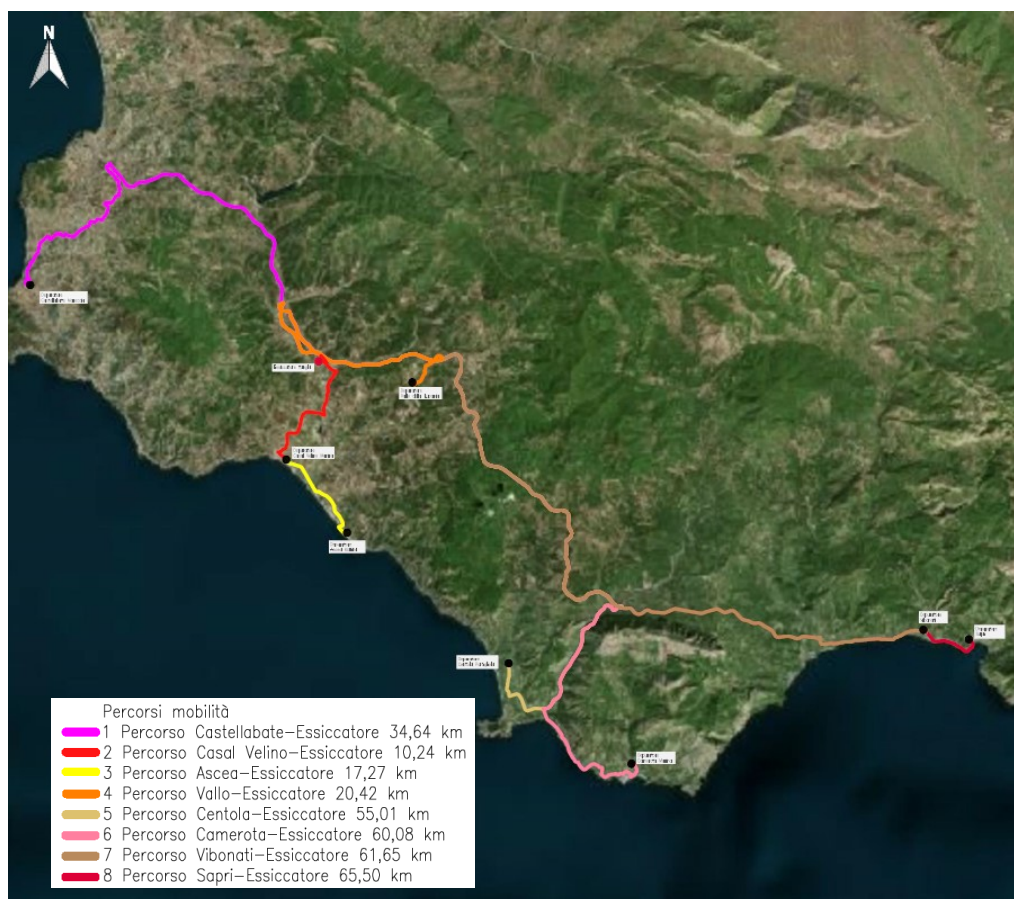 N
Percorsi mobilità
1 Percorso Castellabate-Essiccatore 34,64 km
2 Percorso Casal Velino-Essiccatore 10,24 km
3 Percorso Ascea-Essiccatore 17,27 km
4 Percorso Vallo-Essiccatore 20,42 km
5 Percorso Centola-Essiccatore 55,01 km
6 Percorso Camerota-Essiccatore 60,08 km
7 Percorso Vibonati-Essiccatore 61,65 km
8 Percorso Sapri-Essiccatore 65,50 km